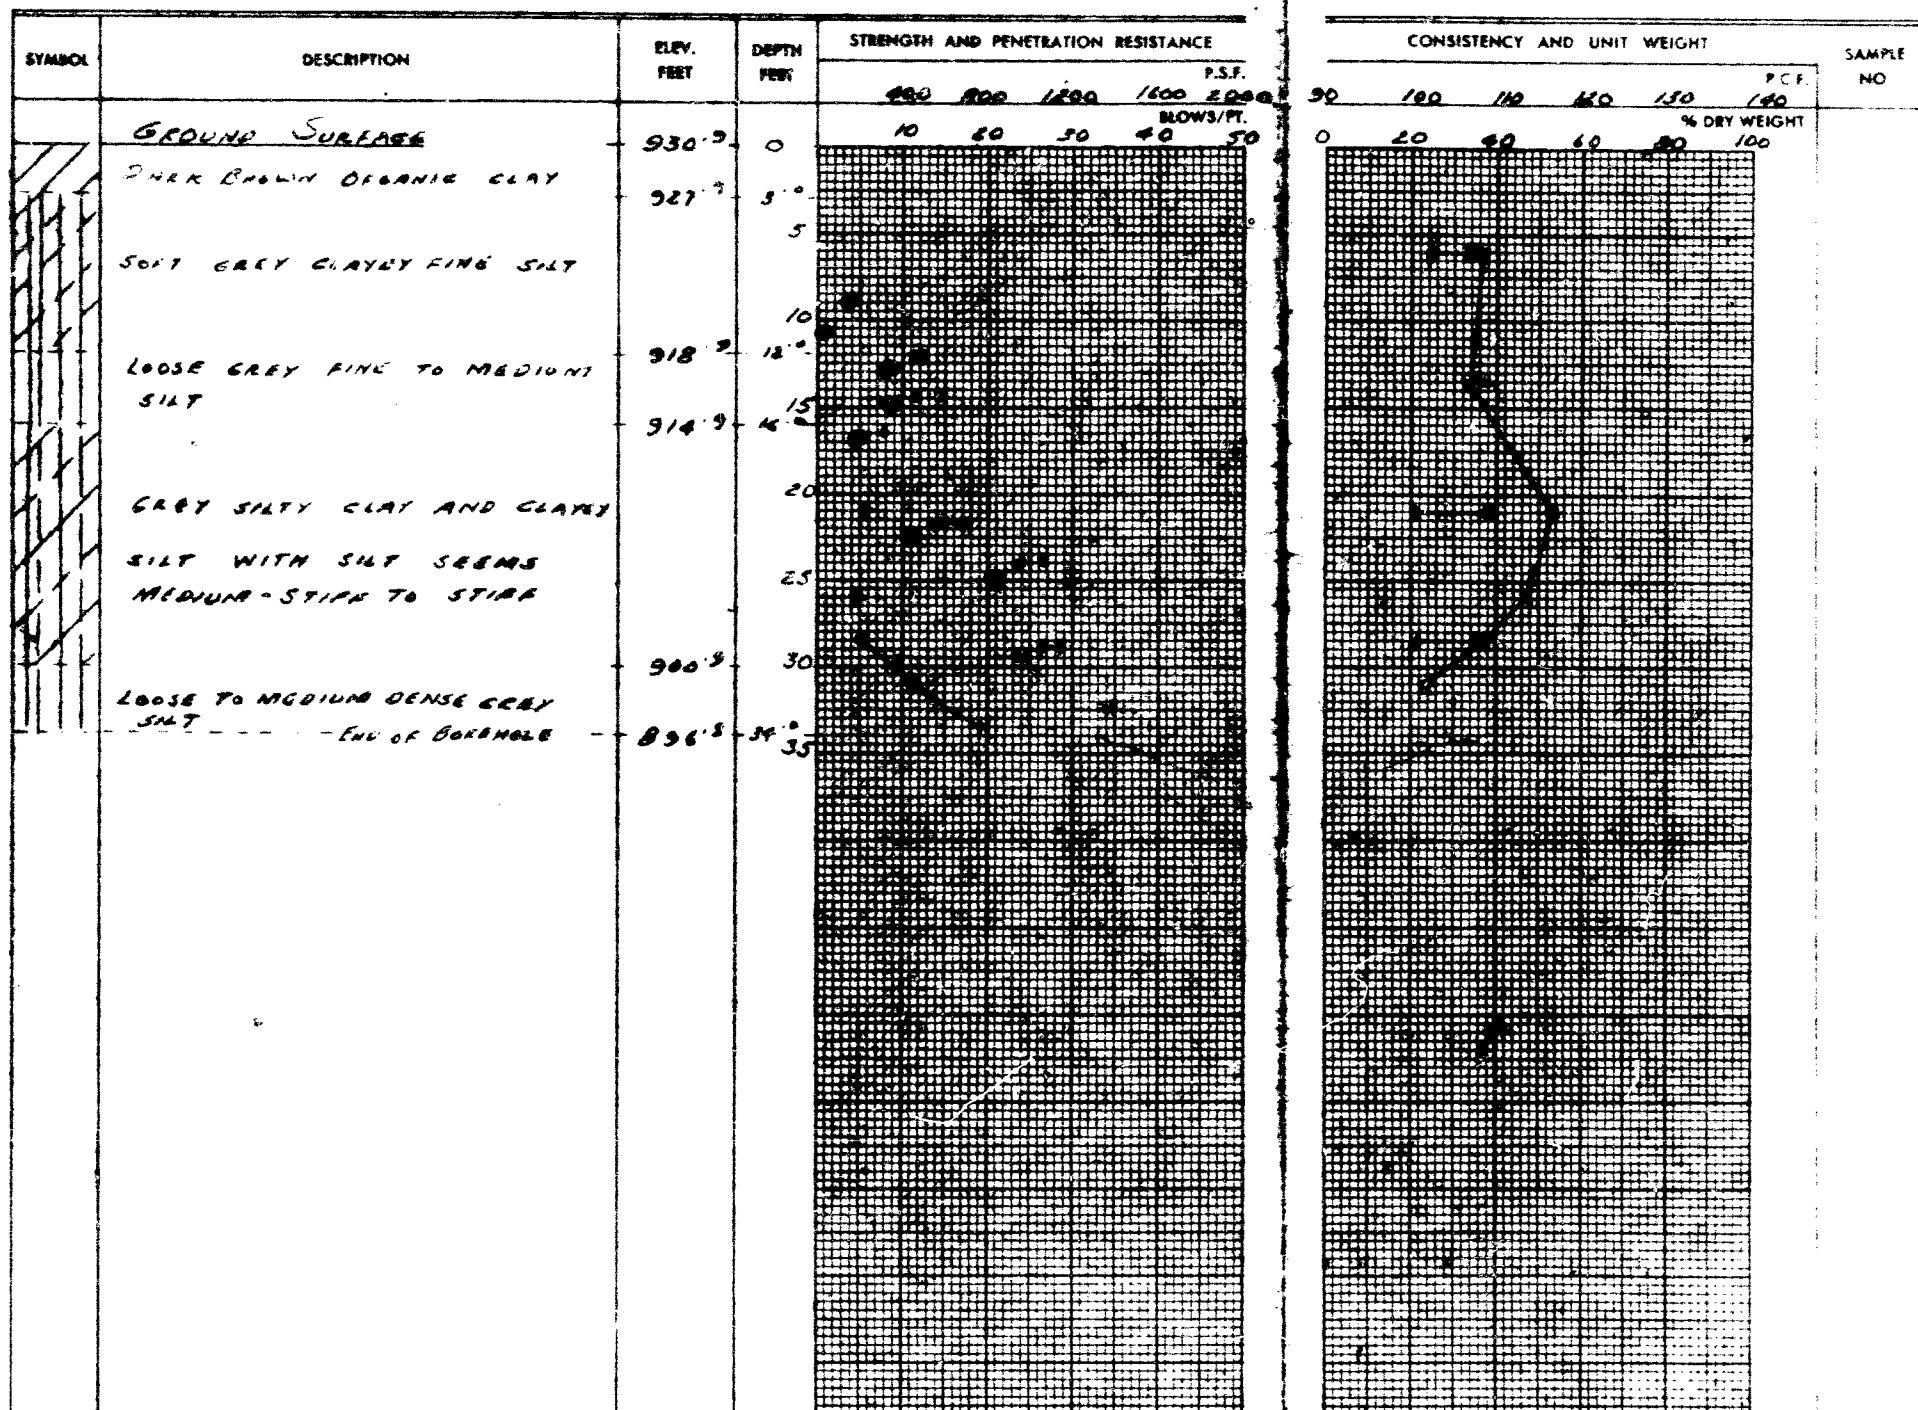 SYMBOL
DESCRIPTION
ELEV. FEET
DEPTH FEET
STRENGTH AND PENETRATION RESISTANCE
P.S.F.
400 800 1200 1600 2000
BLOWS/FT.
10 20 30 40 50
CONSISTENCY AND UNIT WEIGHT
P.C.F.
90 100 110 120 130 140
% DRY WEIGHT
0 20 40 60 80 100
SAMPLE NO
GROUND SURFACE 930.9 0
DARK BROWN ORGANIC CLAY
927.9 3.0
5
SOFT GREY CLAYEY FINE SILT
10
918.9 12.0
LOOSE GREY FINE TO MEDIUM
SILT
15
914.9 16.0
20
GREY SILTY CLAY AND CLAYEY
SILT WITH SILT SEEMS
25
MEDIUM-STIFF TO STIFF
900.9 30
LOOSE TO MEDIUM DENSE GREY
SILT
END OF BOREHOLE 896.9 34.0
35